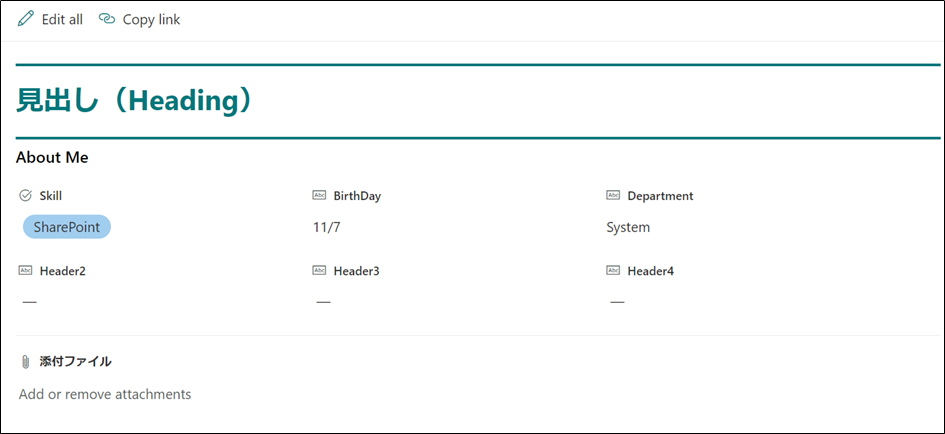 Edit all Copy link
見出し（Heading）
About Me
Skill BirthDay Department
SharePoint 11/7 System
Header2 Header3 Header4
— — —
添付ファイル
Add or remove attachments